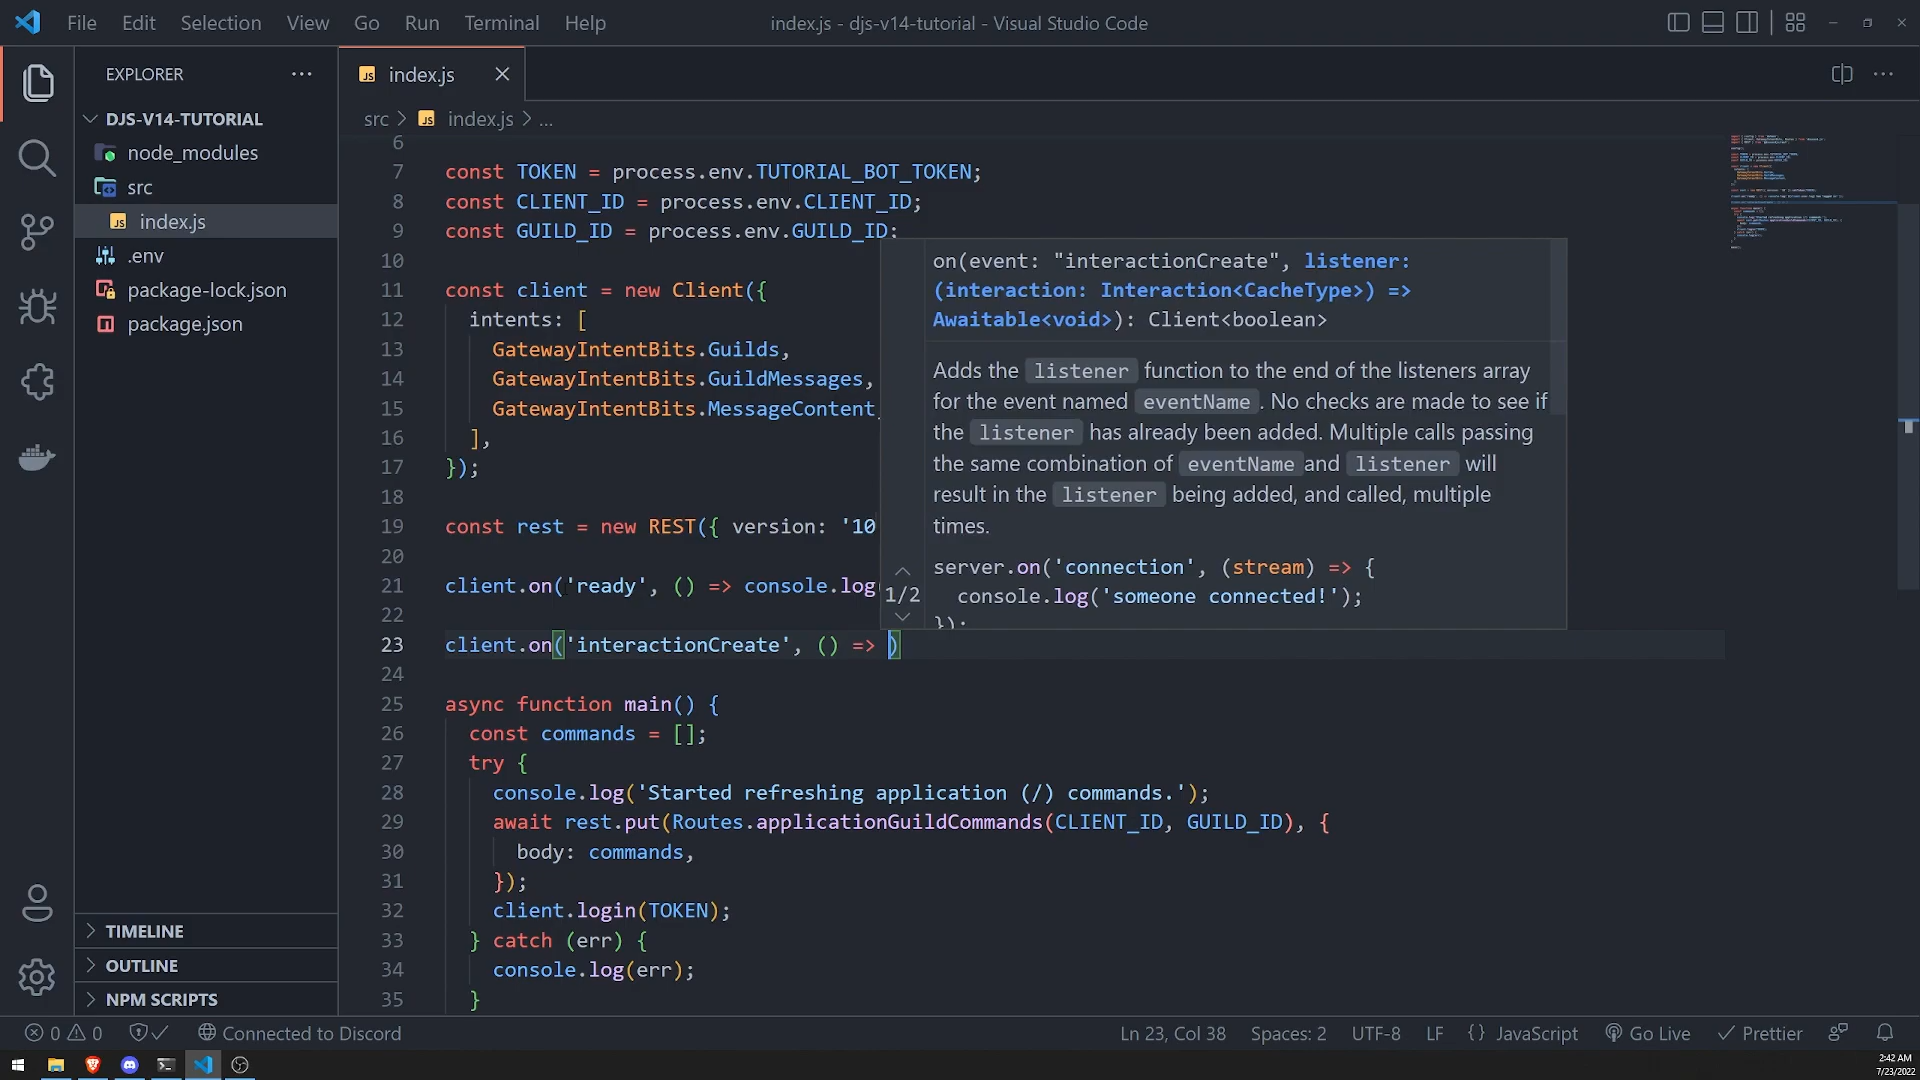 File Edit Selection View Go Run Terminal Help
index.js - djs-v14-tutorial - Visual Studio Code
EXPLORER
DJS-V14-TUTORIAL
node_modules
src
JS index.js
.env
package-lock.json
package.json
TIMELINE
OUTLINE
NPM SCRIPTS
JS index.js
src > JS index.js > ...
6
7 const TOKEN = process.env.TUTORIAL_BOT_TOKEN;
8 const CLIENT_ID = process.env.CLIENT_ID;
9 const GUILD_ID = process.env.GUILD_ID;
10
11 const client = new Client({
12 intents: [
13 GatewayIntentBits.Guilds,
14 GatewayIntentBits.GuildMessages,
15 GatewayIntentBits.MessageContent
16 ],
17 });
18
19 const rest = new REST({ version: '10
20
21 client.on('ready', () => console.log
22
23 client.on('interactionCreate', () => )
24
25 async function main() {
26 const commands = [];
27 try {
28 console.log('Started refreshing application (/) commands.');
29 await rest.put(Routes.applicationGuildCommands(CLIENT_ID, GUILD_ID), {
30 body: commands,
31 });
32 client.login(TOKEN);
33 } catch (err) {
34 console.log(err);
35 }
on(event: "interactionCreate", listener:
(interaction: Interaction<CacheType>) =>
Awaitable<void>): Client<boolean>
Adds the listener function to the end of the listeners array
for the event named eventName. No checks are made to see if
the listener has already been added. Multiple calls passing
the same combination of eventName and listener will
result in the listener being added, and called, multiple
times.
server.on('connection', (stream) => {
console.log('someone connected!');
});
1/2
0 0 Connected to Discord
Ln 23, Col 38 Spaces: 2 UTF-8 LF {} JavaScript Go Live Prettier
2:42 AM
7/23/2022